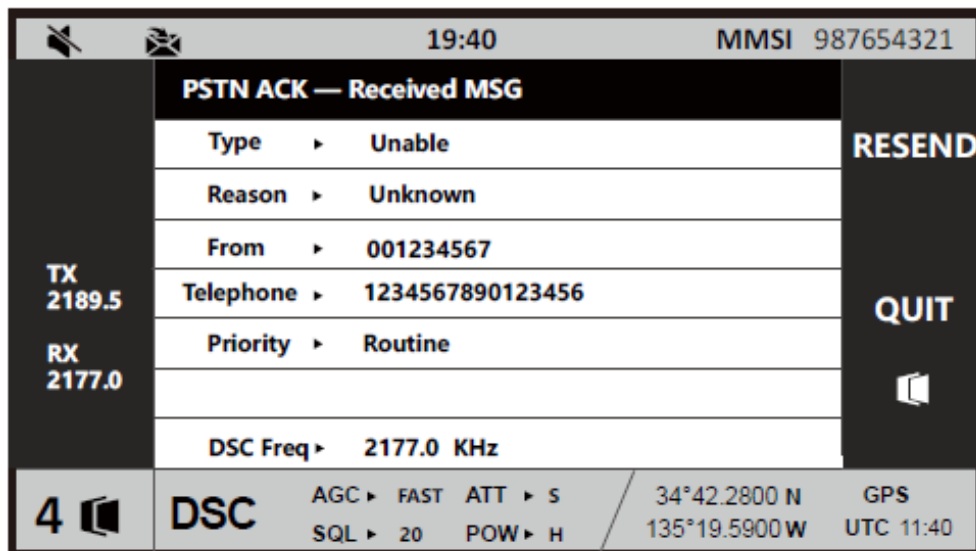 19:40 MMSI 987654321
PSTN ACK — Received MSG
Type ▸ Unable
RESEND
Reason ▸ Unknown
From ▸ 001234567
TX
2189.5
Telephone ▸ 1234567890123456
QUIT
RX
2177.0
Priority ▸ Routine
DSC Freq ▸ 2177.0 KHz
4 DSC
AGC ▸ FAST ATT ▸ S
SQL ▸ 20 POW ▸ H
34°42.2800 N
135°19.5900 W
GPS
UTC 11:40